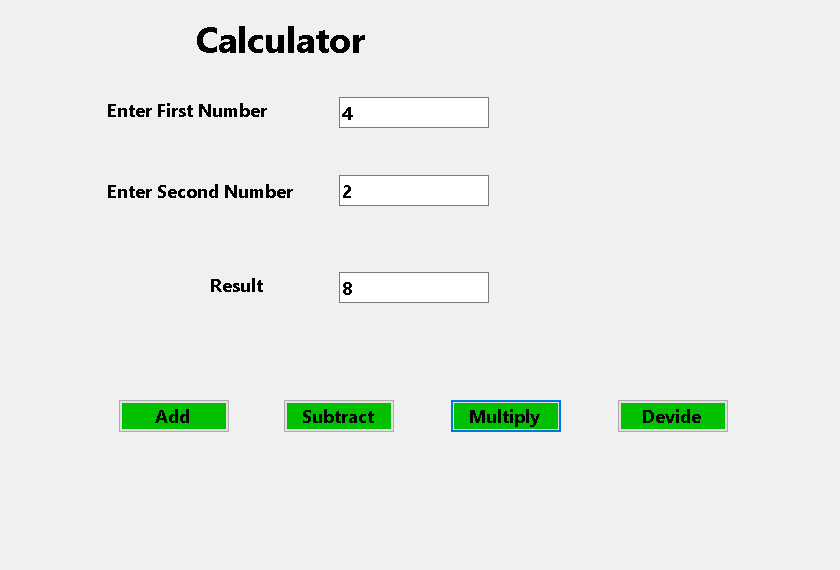 Calculator
Enter First Number 4
Enter Second Number 2
Result 8
Add Subtract Multiply Devide